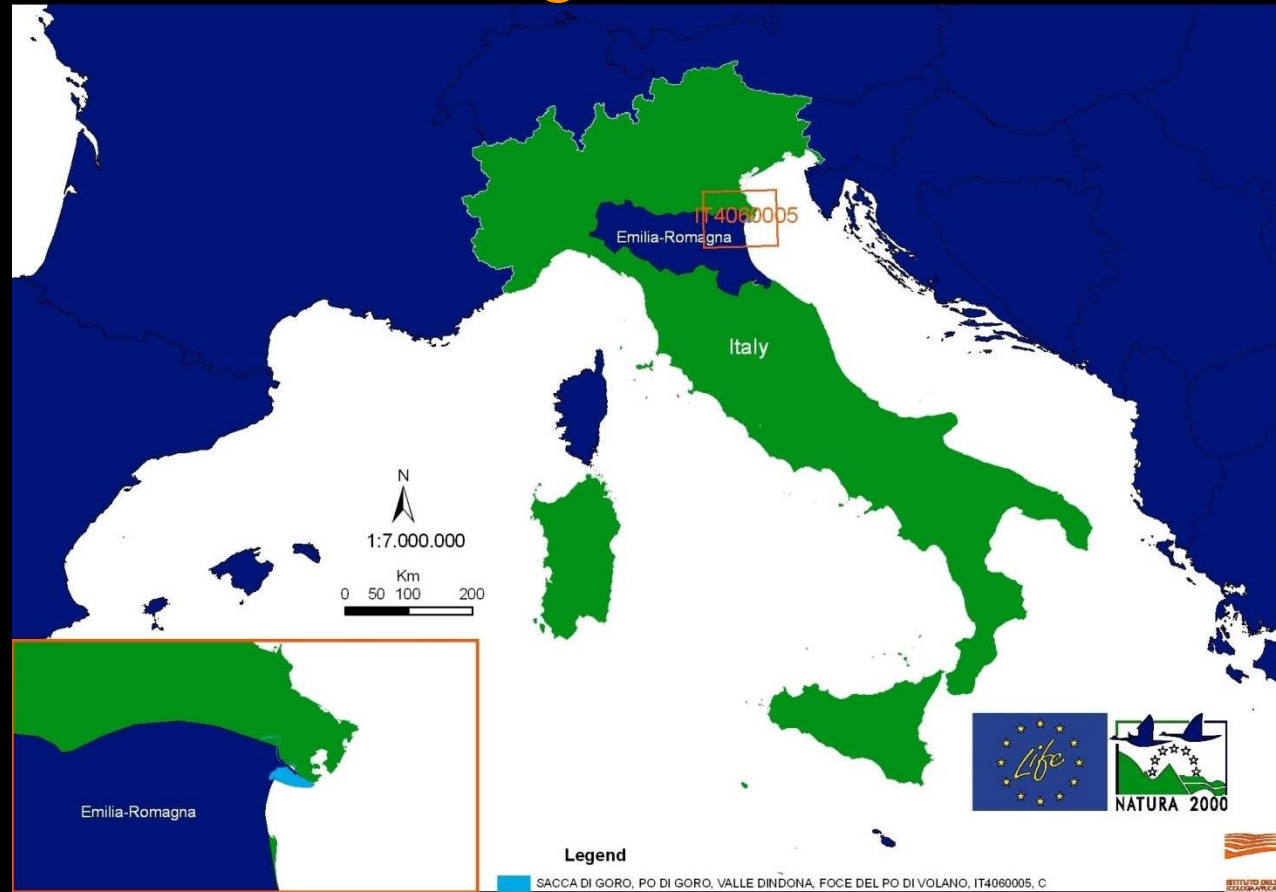 IT4060005
Emilia-Romagna
Italy
N
1:7.000.000
Km
0 50 100 200
Emilia-Romagna
Life
NATURA 2000
Legend
SACCA DI GORO, PO DI GORO, VALLE DINDONA, FOCE DEL PO DI VOLANO, IT4060005, C